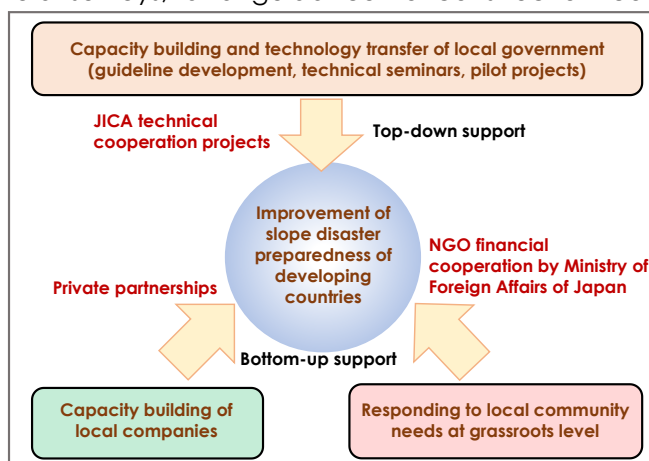 Capacity building and technology transfer of local government
(guideline development, technical seminars, pilot projects)
JICA technical
cooperation projects
Top-down support
Improvement of
slope disaster
preparedness of
developing
countries
NGO financial
cooperation by Ministry of
Foreign Affairs of Japan
Private partnerships
Bottom-up support
Capacity building of
local companies
Responding to local community
needs at grassroots level